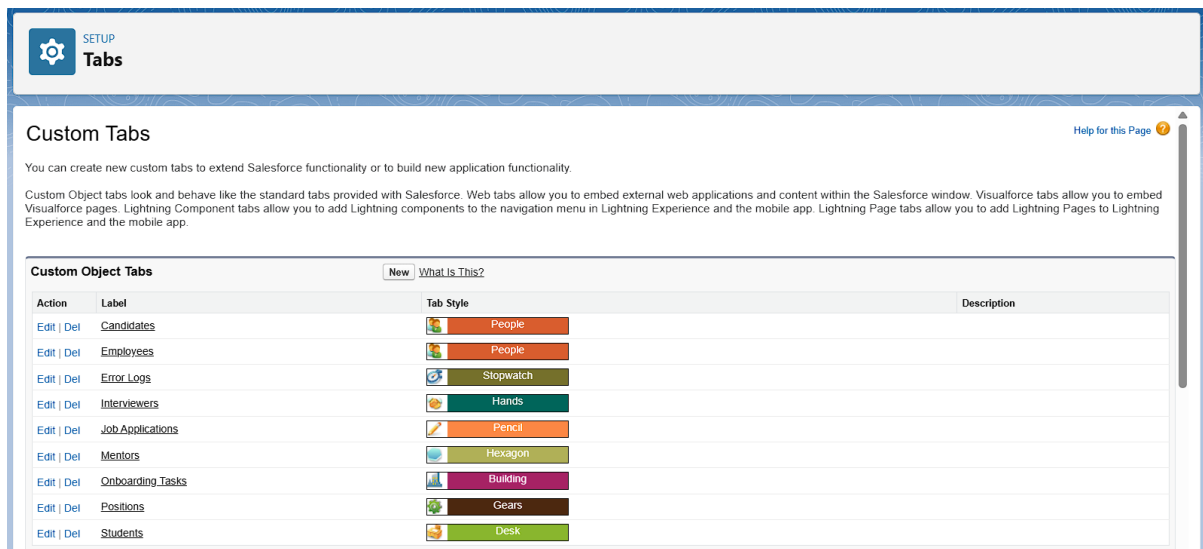 SETUP
Tabs
Custom Tabs
Help for this Page ?
You can create new custom tabs to extend Salesforce functionality or to build new application functionality.
Custom Object tabs look and behave like the standard tabs provided with Salesforce. Web tabs allow you to embed external web applications and content within the Salesforce window. Visualforce tabs allow you to embed
Visualforce pages. Lightning Component tabs allow you to add Lightning components to the navigation menu in Lightning Experience and the mobile app. Lightning Page tabs allow you to add Lightning Pages to Lightning
Experience and the mobile app.
Custom Object Tabs New What Is This?
Action Label Tab Style Description
Edit | Del Candidates People
Edit | Del Employees People
Edit | Del Error Logs Stopwatch
Edit | Del Interviewers Hands
Edit | Del Job Applications Pencil
Edit | Del Mentors Hexagon
Edit | Del Onboarding Tasks Building
Edit | Del Positions Gears
Edit | Del Students Desk